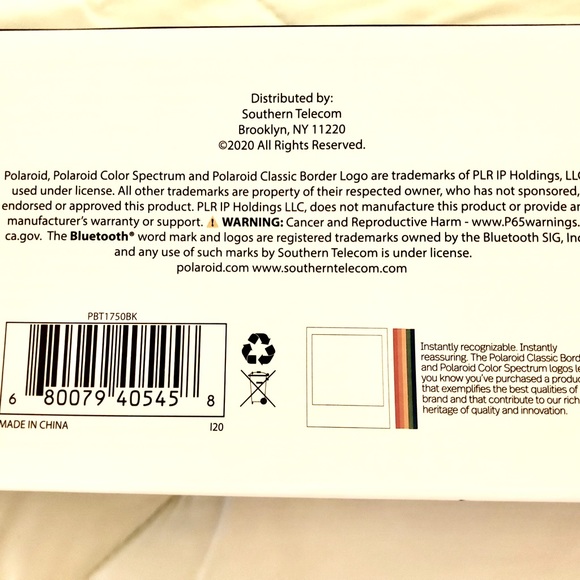 Distributed by:
Southern Telecom
Brooklyn, NY 11220
©2020 All Rights Reserved.
Polaroid, Polaroid Color Spectrum and Polaroid Classic Border Logo are trademarks of PLR IP Holdings, LLC
used under license. All other trademarks are property of their respected owner, who has not sponsored,
endorsed or approved this product. PLR IP Holdings LLC, does not manufacture this product or provide an
manufacturer's warranty or support. ⚠ WARNING: Cancer and Reproductive Harm - www.P65warnings.
ca.gov. The Bluetooth® word mark and logos are registered trademarks owned by the Bluetooth SIG, Inc
and any use of such marks by Southern Telecom is under license.
polaroid.com www.southerntelecom.com
PBT1750BK
6 80079 40545 8
MADE IN CHINA I20
Instantly recognizable. Instantly
reassuring. The Polaroid Classic Bord
and Polaroid Color Spectrum logos le
you know you've purchased a produc
that exemplifies the best qualities of
brand and that contribute to our rich
heritage of quality and innovation.